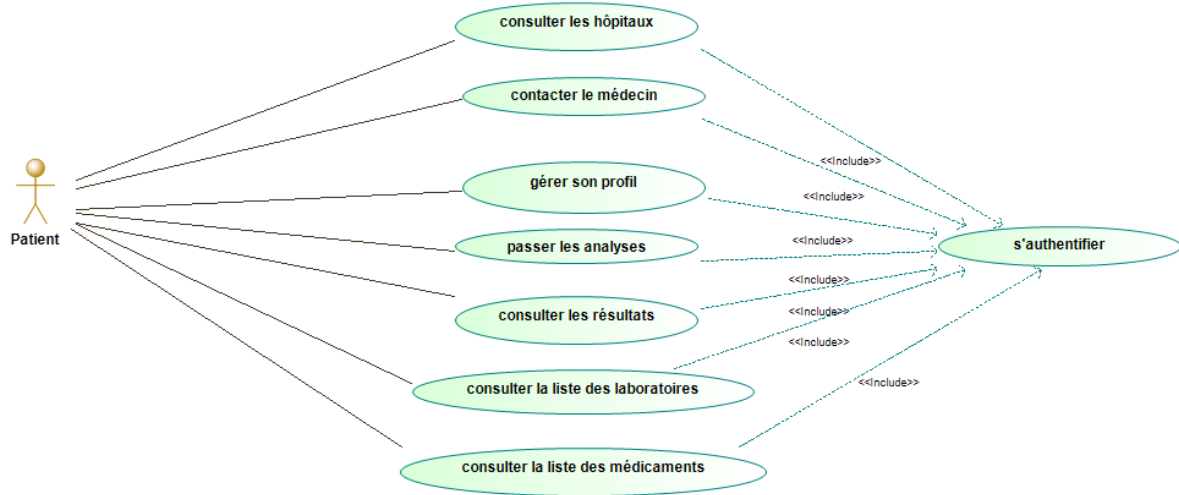 consulter les hôpitaux
contacter le médecin
<<Include>>
gérer son profil
<<Include>>
Patient
passer les analyses
<<Include>>
s'authentifier
<<Include>>
consulter les résultats
<<Include>>
<<Include>>
consulter la liste des laboratoires
<<Include>>
consulter la liste des médicaments